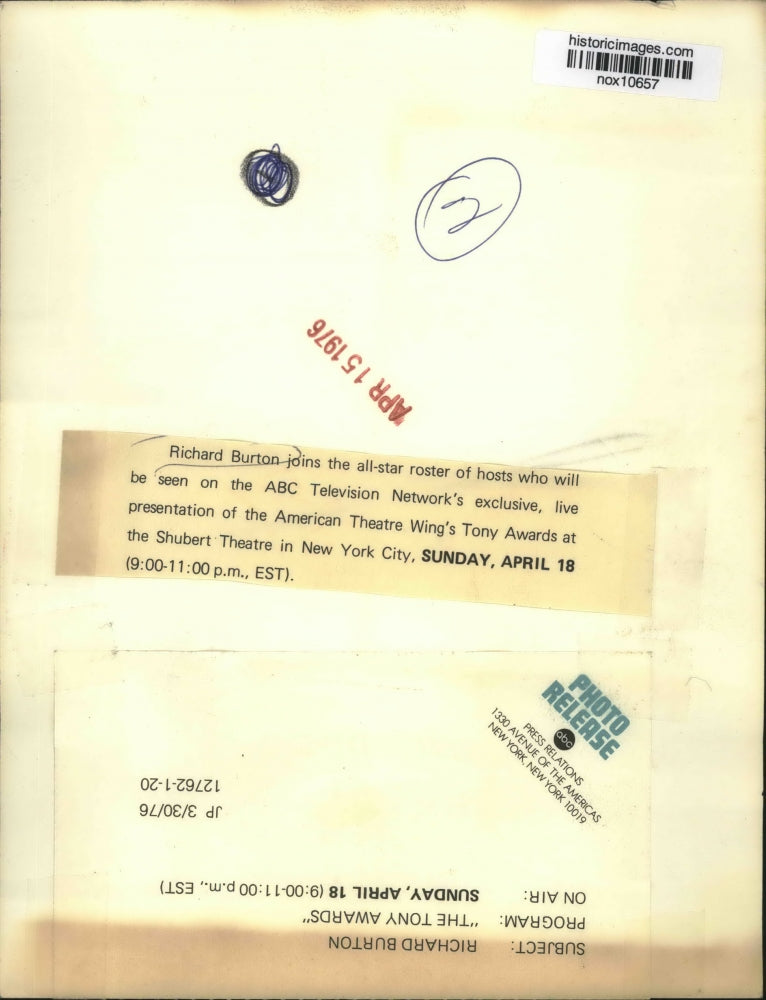 historicimages.com
nox10657
2
APR 15 1976
Richard Burton joins the all-star roster of hosts who will
be seen on the ABC Television Network's exclusive, live
presentation of the American Theatre Wing's Tony Awards at
the Shubert Theatre in New York City, SUNDAY, APRIL 18
(9:00-11:00 p.m., EST).
PHOTO
RELEASE
abc
PRESS RELATIONS
1330 AVENUE OF THE AMERICAS
NEW YORK, NEW YORK 10019
SUBJECT: RICHARD BURTON
PROGRAM: "THE TONY AWARDS"
ON AIR: SUNDAY, APRIL 18 (9:00-11:00 p.m., EST)
JP 3/30/76
12762-1-20